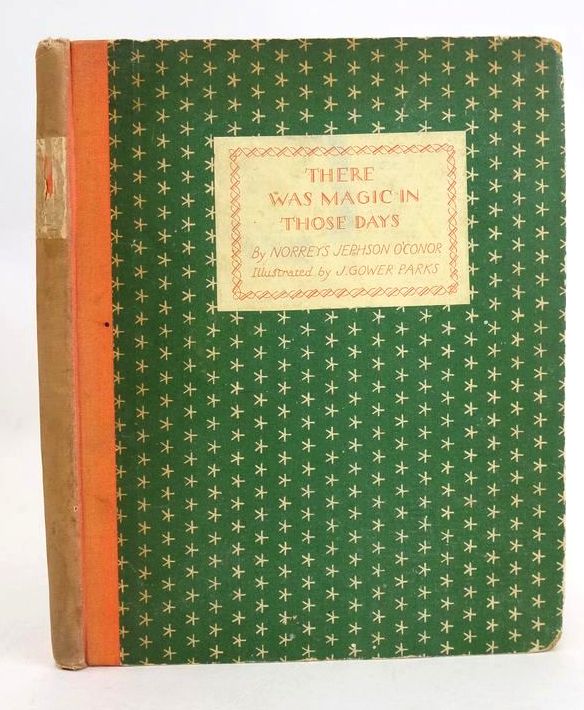 THERE
WAS MAGIC IN
THOSE DAYS
By NORREYS JEPHSON O'CONOR
Illustrated by J. GOWER PARKS